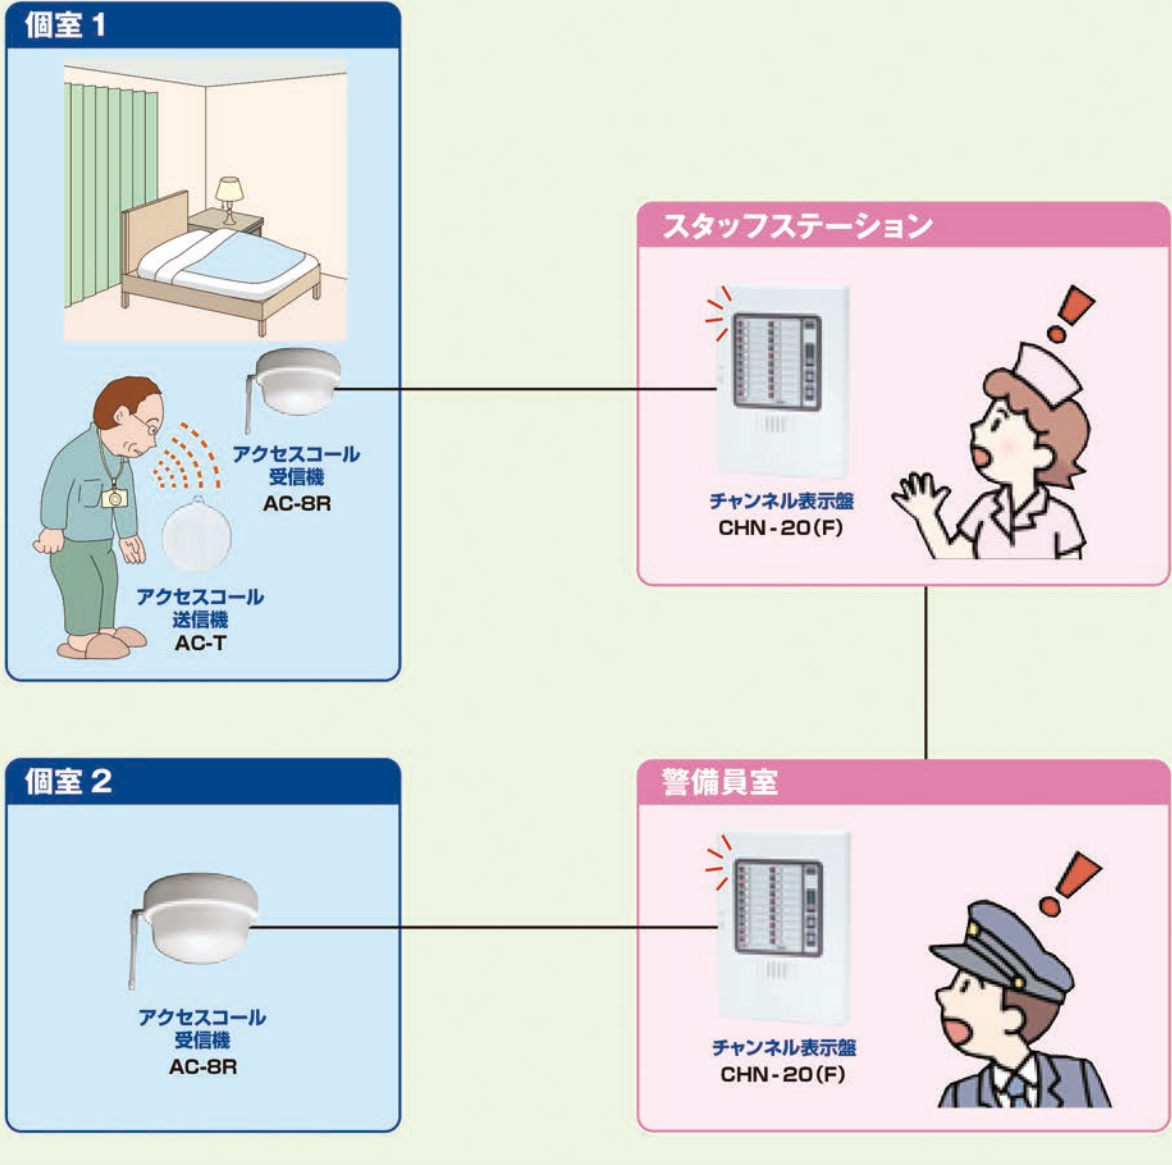 個室 1
アクセスコール
受信機
AC-8R
アクセスコール
送信機
AC-T
スタッフステーション
チャンネル表示盤
CHN-20(F)
個室 2
アクセスコール
受信機
AC-8R
警備員室
チャンネル表示盤
CHN-20(F)